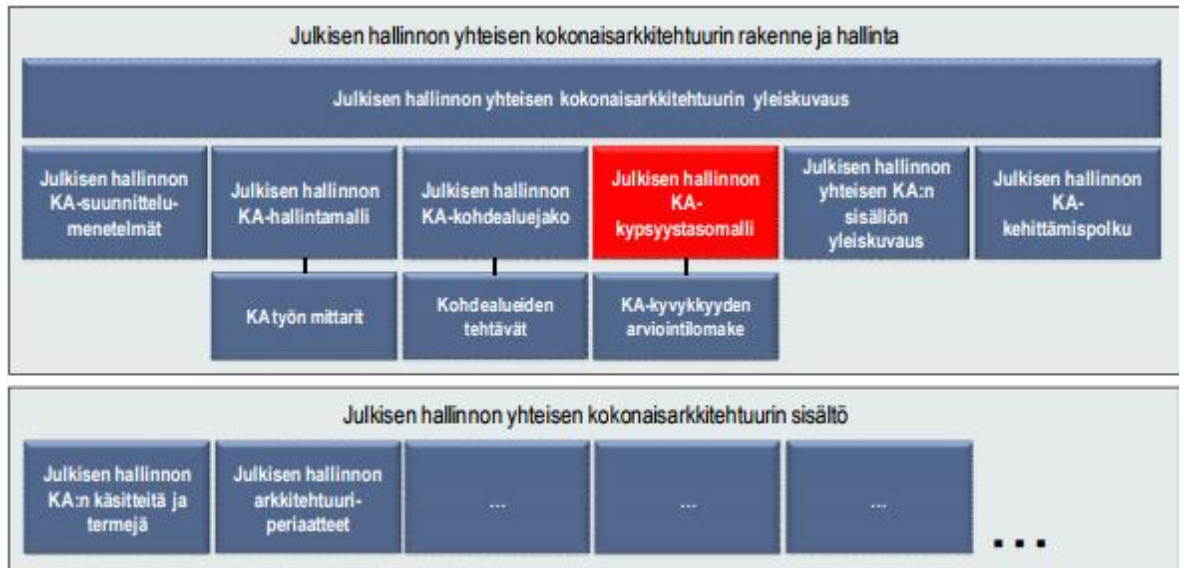 Julkisen hallinnon yhteisen kokonaisarkkitehtuurin rakenne ja hallinta
Julkisen hallinnon yhteisen kokonaisarkkitehtuurin yleiskuvaus
Julkisen hallinnon
KA-suunnittelu-
menetelmät
Julkisen hallinnon
KA-hallintamalli
Julkisen hallinnon
KA-kohdealuejako
Julkisen hallinnon
KA-
kypsyystasomalli
Julkisen hallinnon
yhteisen KA:n
sisällön
yleiskuvaus
Julkisen hallinnon
KA-
kehittämispolku
KA työn mittarit
Kohdealueiden
tehtävät
KA-kyvykkyyden
arviointilomake
Julkisen hallinnon yhteisen kokonaisarkkitehtuurin sisältö
Julkisen hallinnon
KA:n käsitteitä ja
termejä
Julkisen hallinnon
arkkitehtuuri-
periaatteet
...
...
...
...